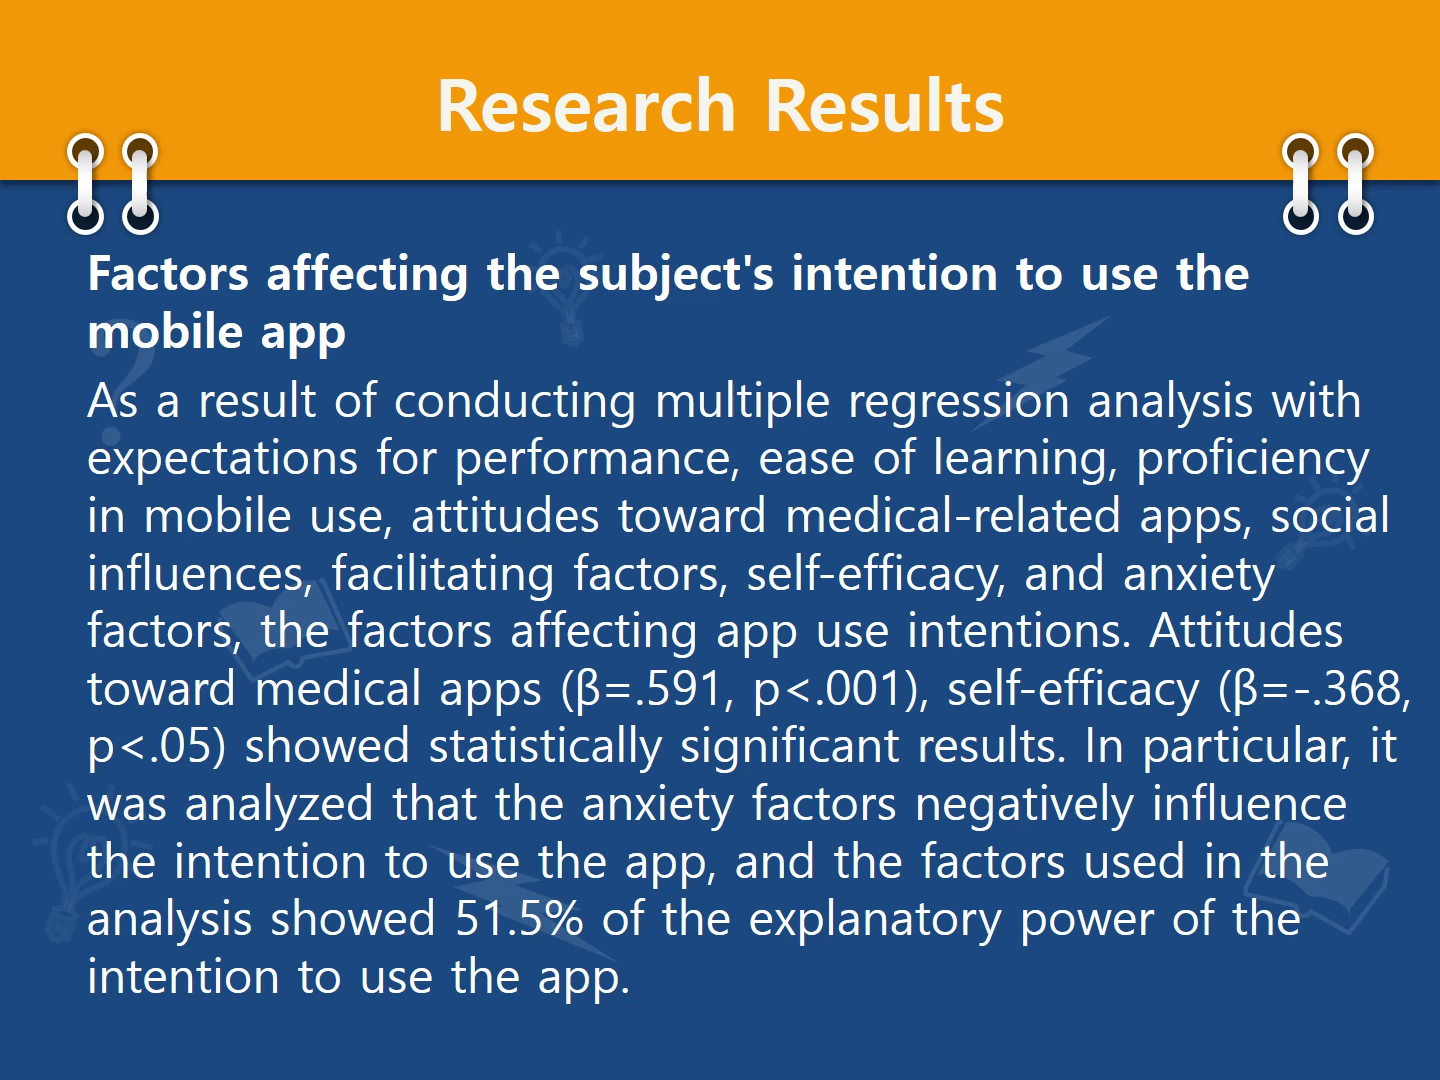 Research Results
Factors affecting the subject's intention to use the
mobile app
As a result of conducting multiple regression analysis with
expectations for performance, ease of learning, proficiency
in mobile use, attitudes toward medical-related apps, social
influences, facilitating factors, self-efficacy, and anxiety
factors, the factors affecting app use intentions. Attitudes
toward medical apps (β=.591, p<.001), self-efficacy (β=-.368,
p<.05) showed statistically significant results. In particular, it
was analyzed that the anxiety factors negatively influence
the intention to use the app, and the factors used in the
analysis showed 51.5% of the explanatory power of the
intention to use the app.